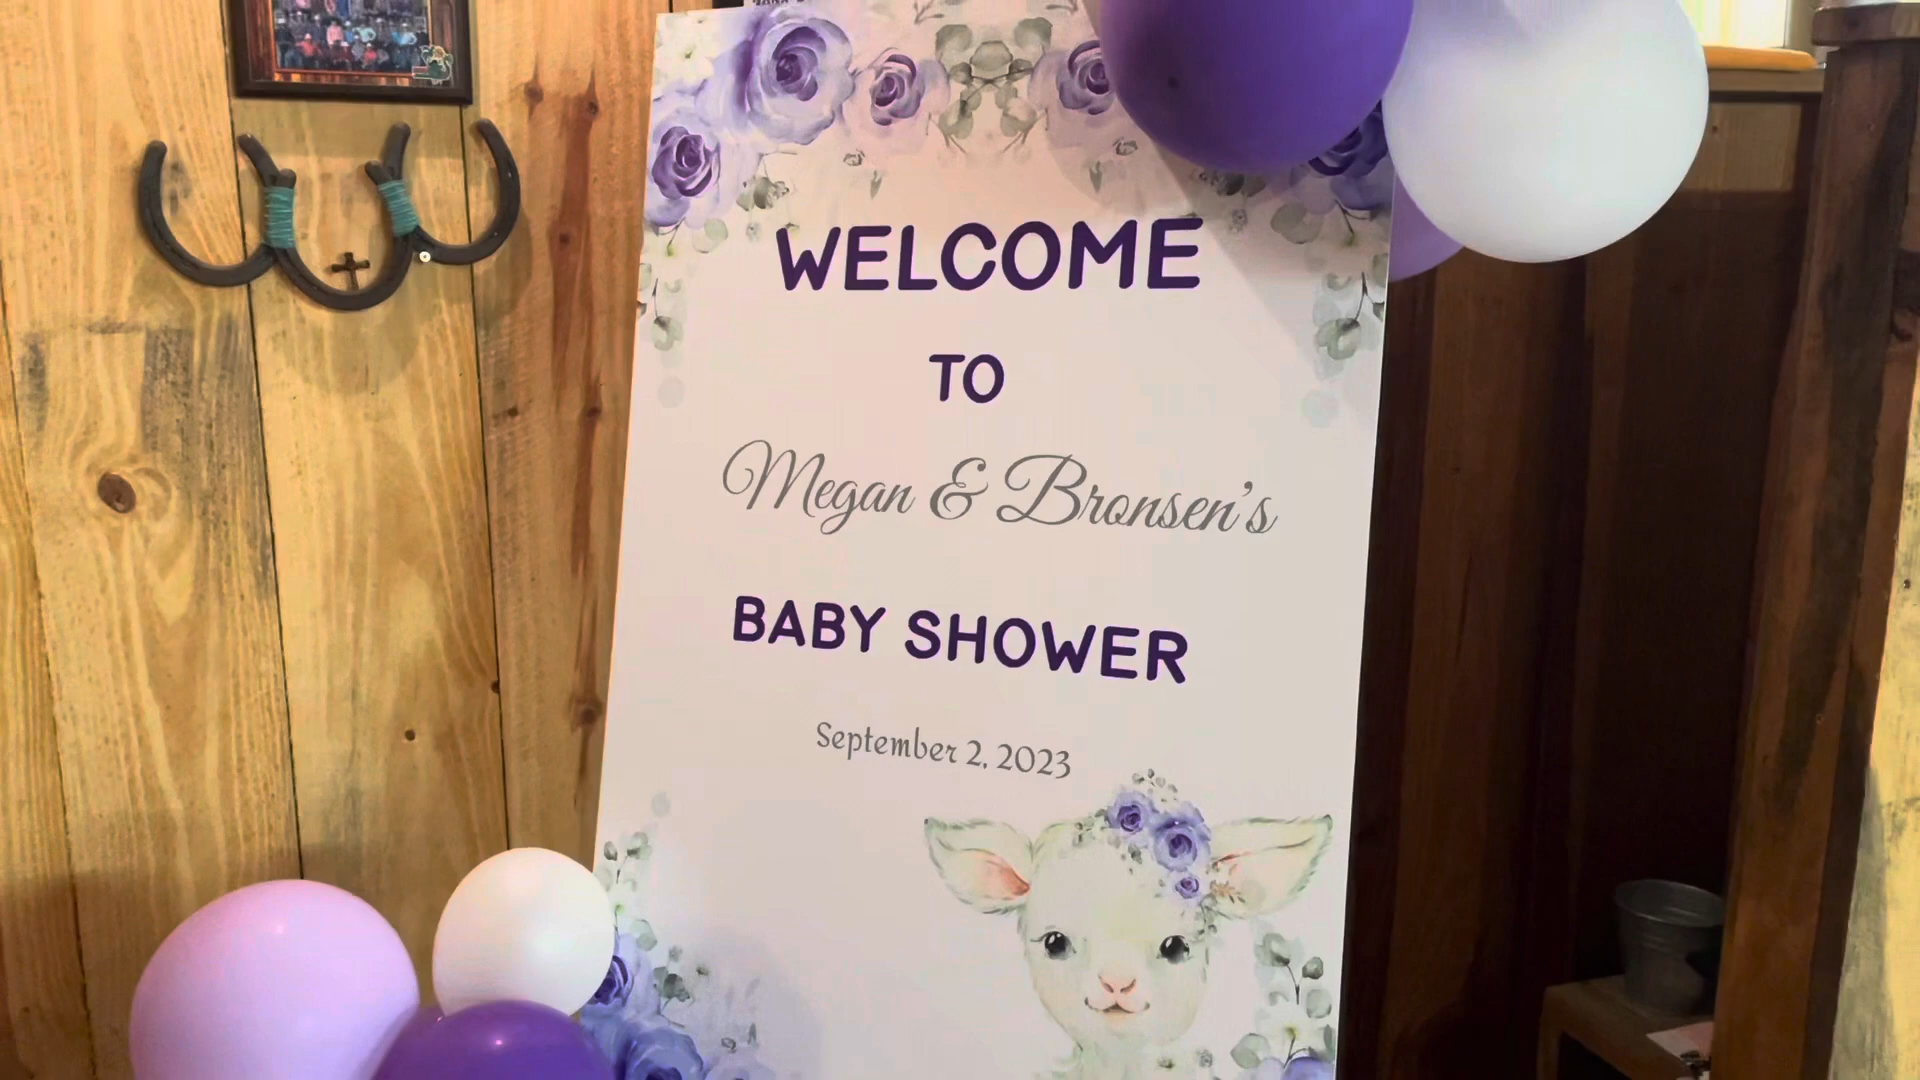 WELCOME
TO
Megan & Bronsen's
BABY SHOWER
September 2, 2023